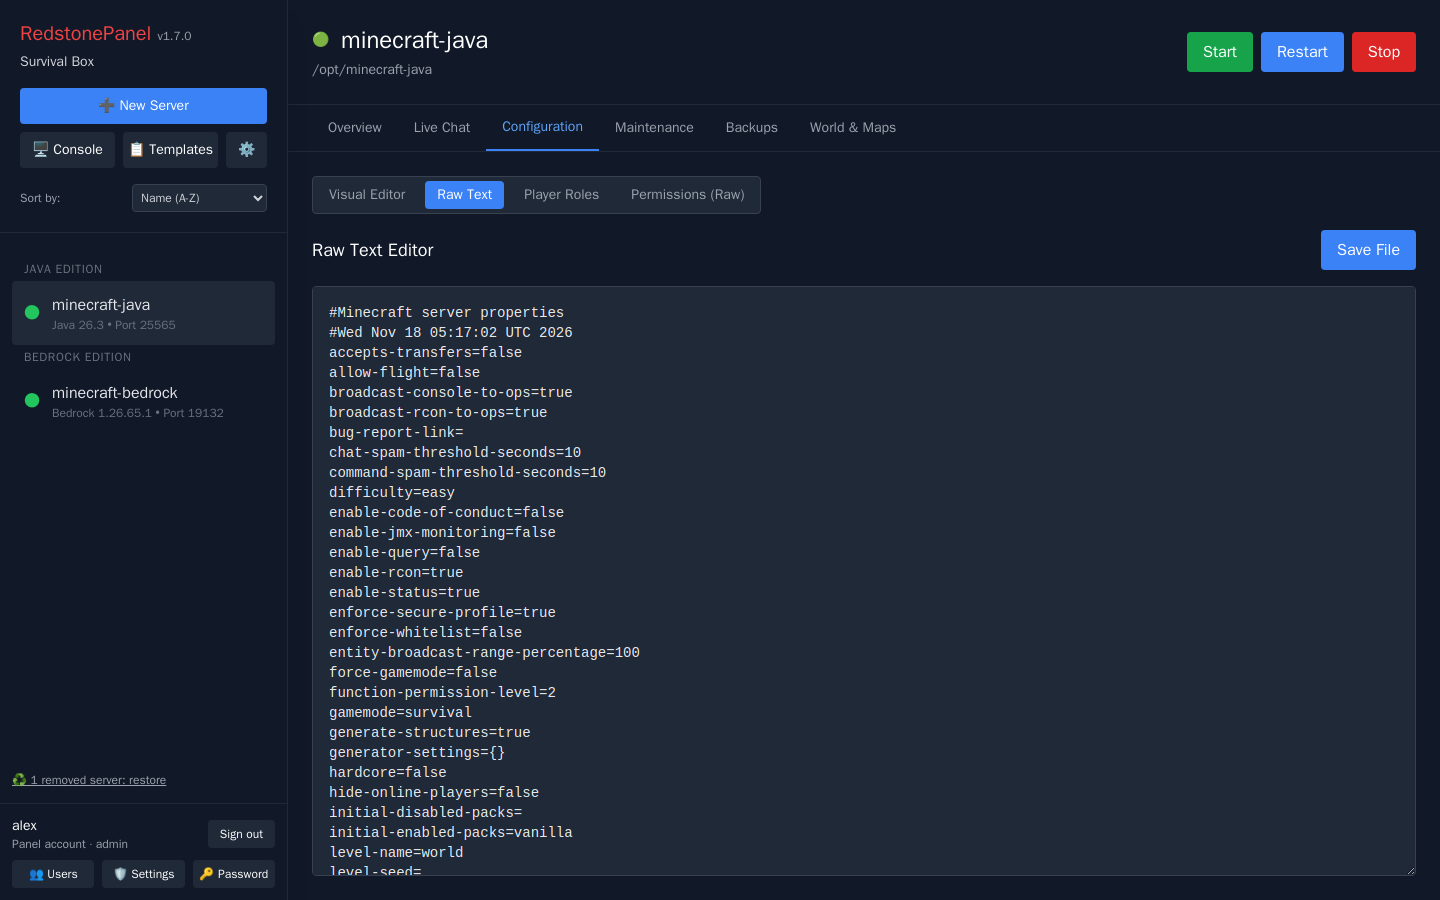 RedstonePanel v1.7.0
Survival Box
➕ New Server
🖥️ Console
📋 Templates
⚙️
Sort by:
Name (A-Z)
JAVA EDITION
minecraft-java
Java 26.3 • Port 25565
BEDROCK EDITION
minecraft-bedrock
Bedrock 1.26.65.1 • Port 19132
♻️ 1 removed server: restore
alex
Panel account · admin
Sign out
👥 Users
🛡️ Settings
🔑 Password
minecraft-java
/opt/minecraft-java
Start
Restart
Stop
Overview
Live Chat
Configuration
Maintenance
Backups
World & Maps
Visual Editor
Raw Text
Player Roles
Permissions (Raw)
Raw Text Editor
Save File
#Minecraft server properties
#Wed Nov 18 05:17:02 UTC 2026
accepts-transfers=false
allow-flight=false
broadcast-console-to-ops=true
broadcast-rcon-to-ops=true
bug-report-link=
chat-spam-threshold-seconds=10
command-spam-threshold-seconds=10
difficulty=easy
enable-code-of-conduct=false
enable-jmx-monitoring=false
enable-query=false
enable-rcon=true
enable-status=true
enforce-secure-profile=true
enforce-whitelist=false
entity-broadcast-range-percentage=100
force-gamemode=false
function-permission-level=2
gamemode=survival
generate-structures=true
generator-settings={}
hardcore=false
hide-online-players=false
initial-disabled-packs=
initial-enabled-packs=vanilla
level-name=world
level-seed=